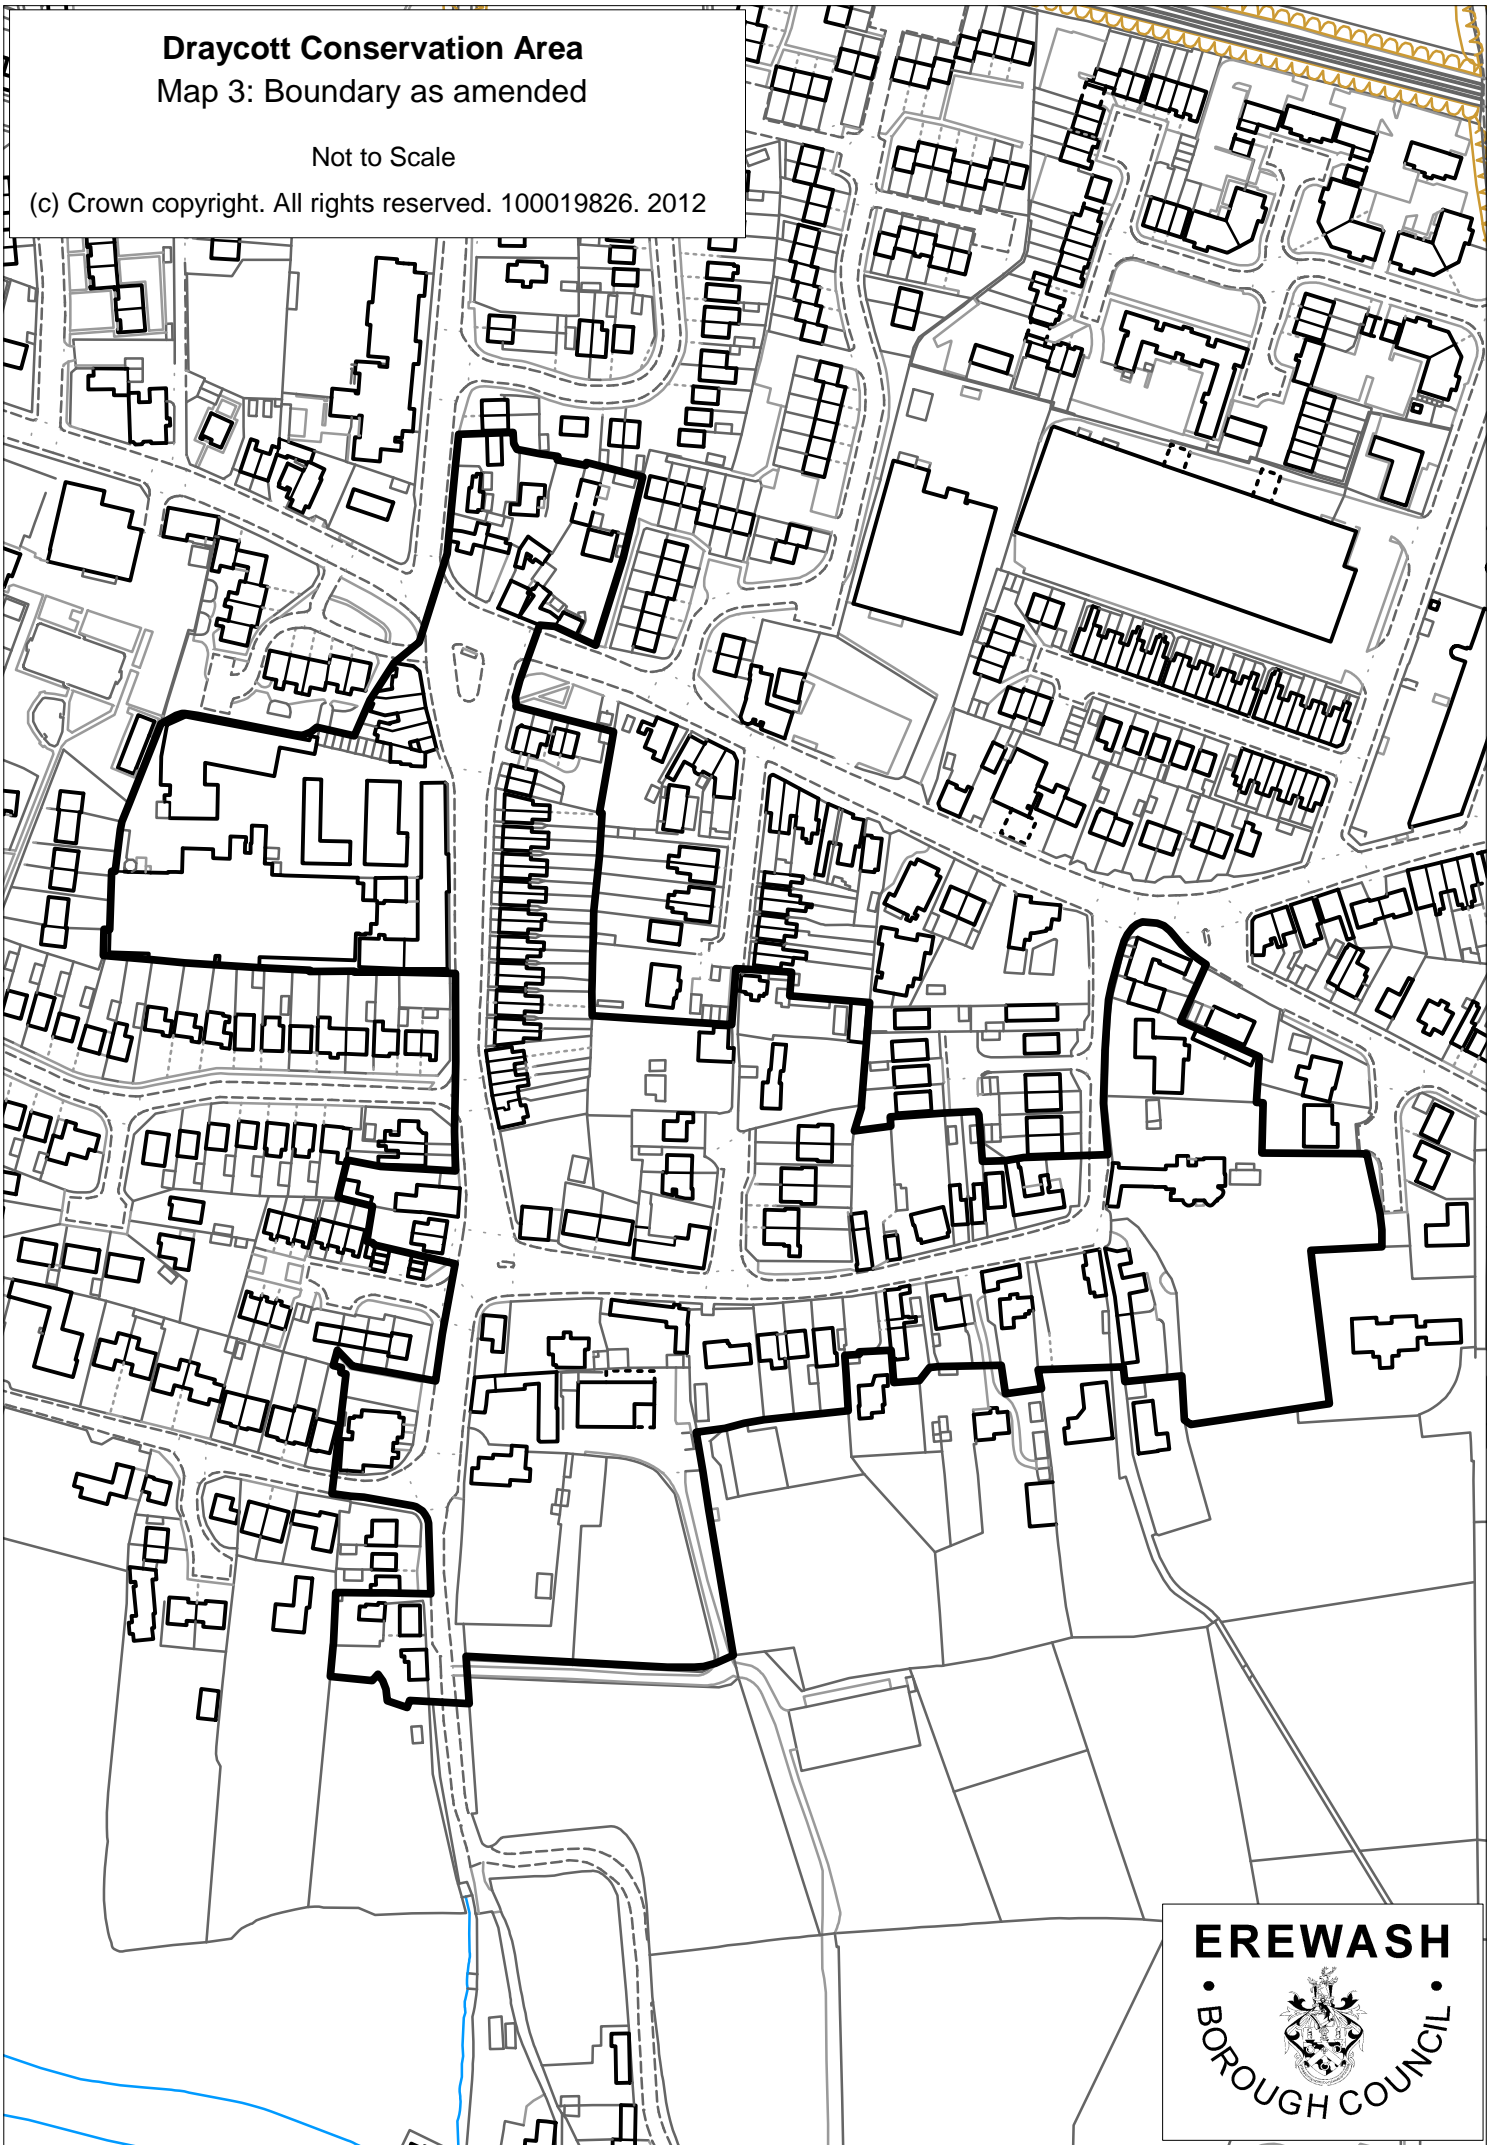 Draycott Conservation Area
Map 3: Boundary as amended
Not to Scale
(c) Crown copyright. All rights reserved. 100019826. 2012
EREWASH
• BOROUGH COUNCIL •